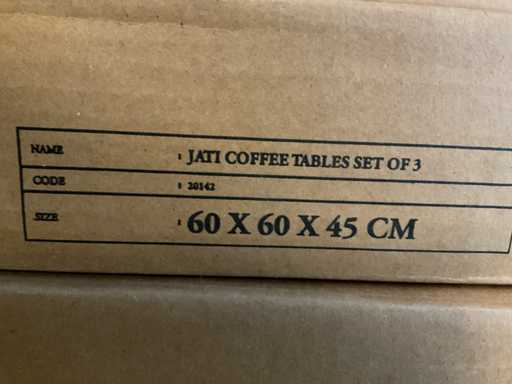 NAME : JATI COFFEE TABLES SET OF 3
CODE : 20142
SIZE : 60 X 60 X 45 CM